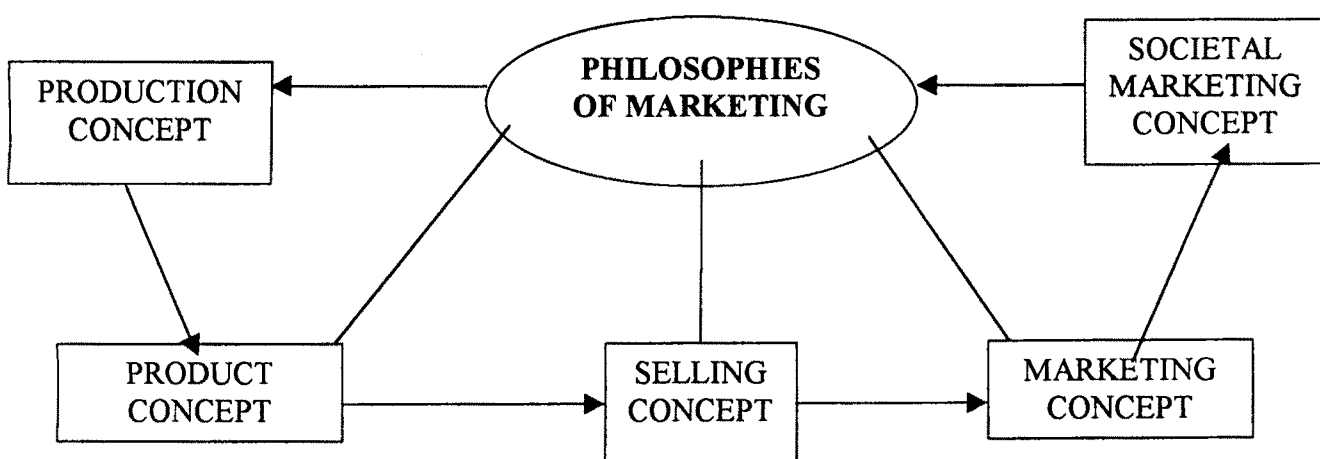 PHILOSOPHIES
OF MARKETING
PRODUCTION
CONCEPT
SOCIETAL
MARKETING
CONCEPT
PRODUCT
CONCEPT
SELLING
CONCEPT
MARKETING
CONCEPT